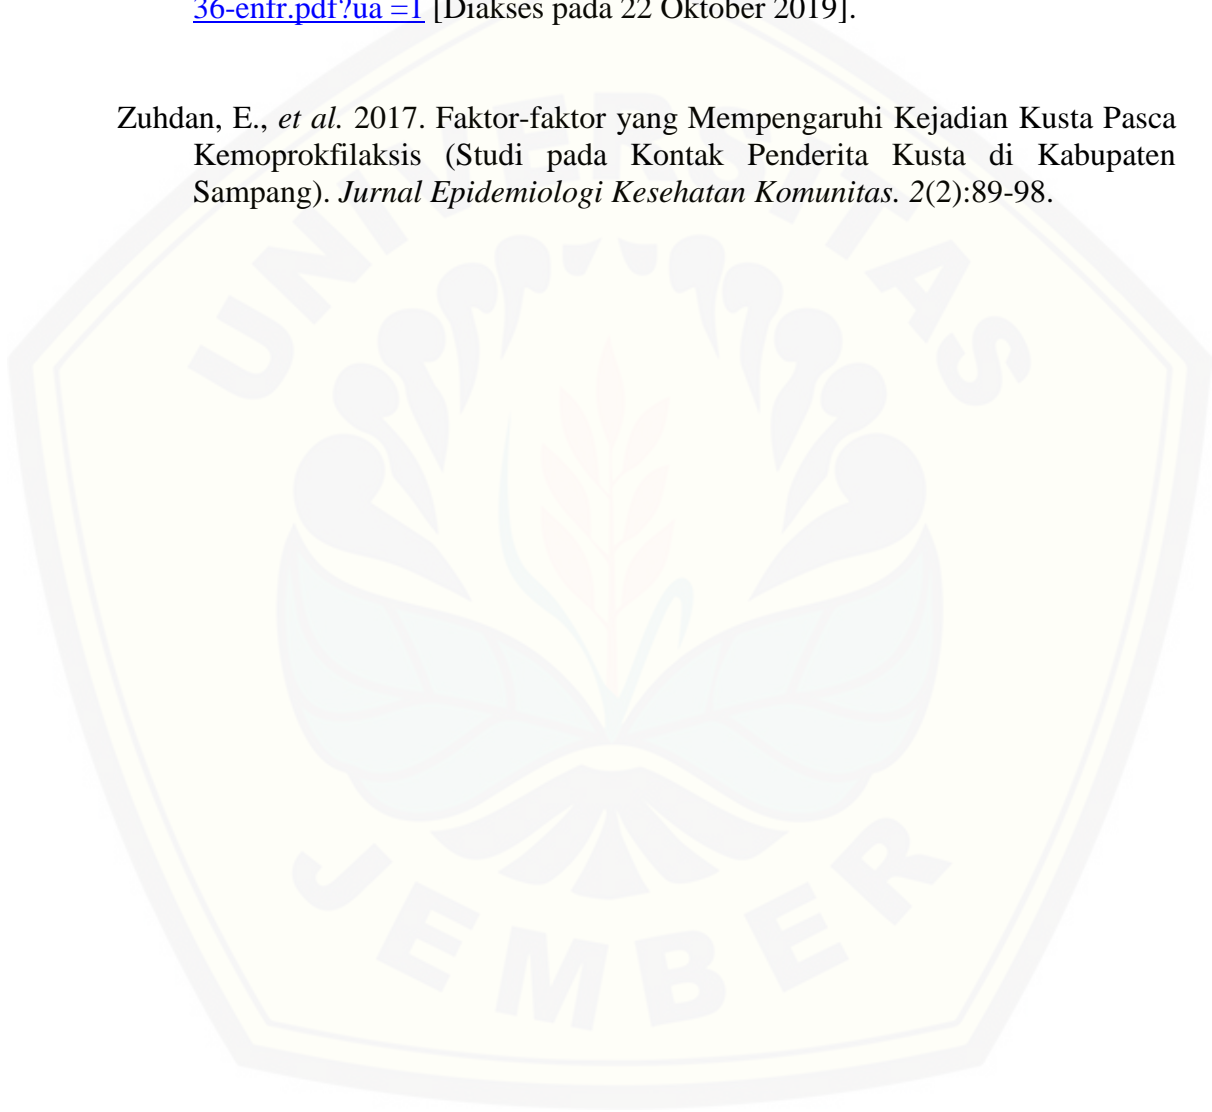 36-enfr.pdf?ua =1 [Diakses pada 22 Oktober 2019].
Zuhdan, E., et al. 2017. Faktor-faktor yang Mempengaruhi Kejadian Kusta Pasca
Kemoprokfilaksis (Studi pada Kontak Penderita Kusta di Kabupaten
Sampang). Jurnal Epidemiologi Kesehatan Komunitas. 2(2):89-98.
UNIVERSITAS
JEMBER